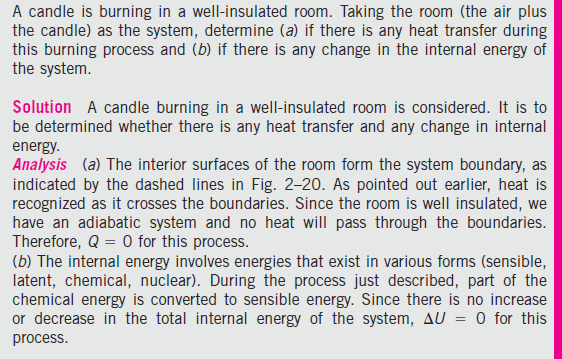 A candle is burning in a well-insulated room. Taking the room (the air plus
the candle) as the system, determine (a) if there is any heat transfer during
this burning process and (b) if there is any change in the internal energy of
the system.
Solution A candle burning in a well-insulated room is considered. It is to
be determined whether there is any heat transfer and any change in internal
energy.
Analysis (a) The interior surfaces of the room form the system boundary, as
indicated by the dashed lines in Fig. 2–20. As pointed out earlier, heat is
recognized as it crosses the boundaries. Since the room is well insulated, we
have an adiabatic system and no heat will pass through the boundaries.
Therefore, Q = 0 for this process.
(b) The internal energy involves energies that exist in various forms (sensible,
latent, chemical, nuclear). During the process just described, part of the
chemical energy is converted to sensible energy. Since there is no increase
or decrease in the total internal energy of the system, ΔU = 0 for this
process.